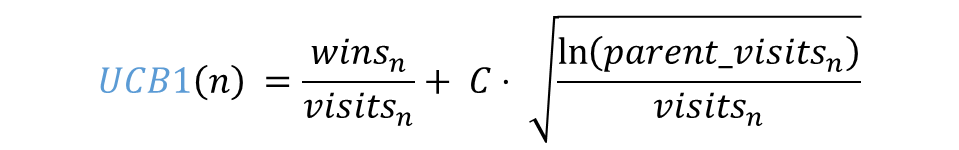 UCB1(n) = wins_n / visits_n + C · √(ln(parent_visits_n) / visits_n)